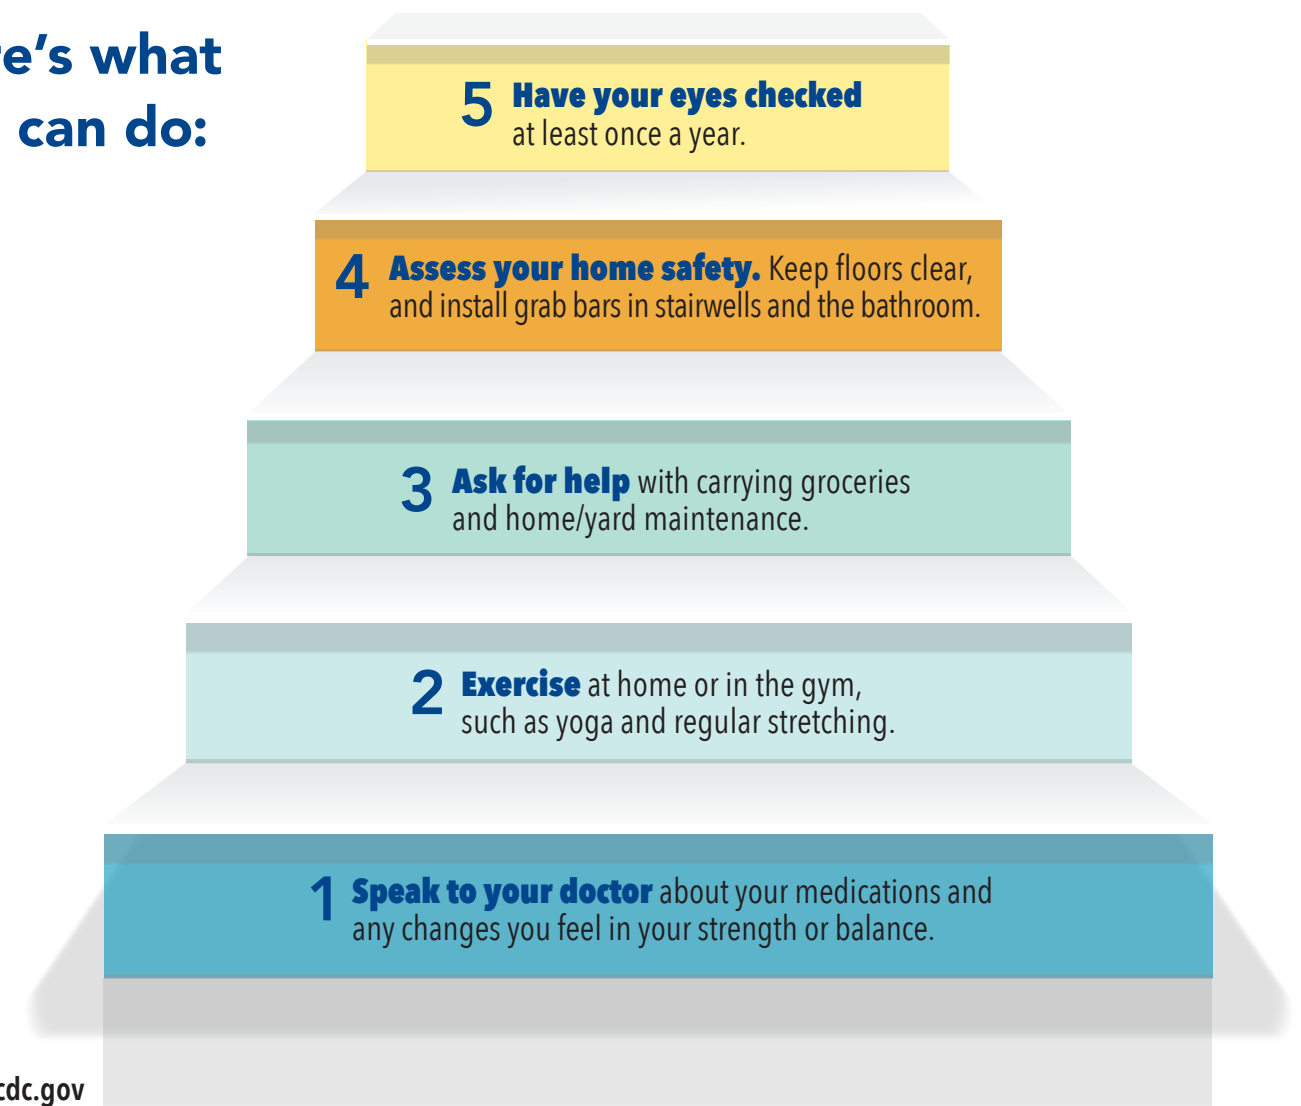 re's what
can do:
5 Have your eyes checked
at least once a year.
4 Assess your home safety. Keep floors clear,
and install grab bars in stairwells and the bathroom.
3 Ask for help with carrying groceries
and home/yard maintenance.
2 Exercise at home or in the gym,
such as yoga and regular stretching.
1 Speak to your doctor about your medications and
any changes you feel in your strength or balance.
cdc.gov